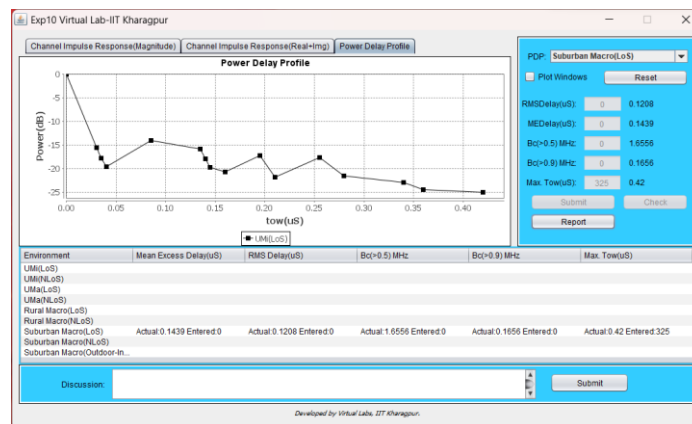 Exp10 Virtual Lab-IIT Kharagpur
Channel Impulse Response(Magnitude) Channel Impulse Response(Real+Img) Power Delay Profile
Power Delay Profile
Power(dB)
0
-5
-10
-15
-20
-25
0.00 0.05 0.10 0.15 0.20 0.25 0.30 0.35 0.40
tow(uS)
UMi(LoS)
PDP: Suburban Macro(LoS)
Plot Windows Reset
RMSDelay(uS): 0 0.1208
MEDelay(uS): 0 0.1439
Bc(>0.5) MHz: 0 1.6556
Bc(>0.9) MHz: 0 0.1656
Max. Tow(uS): 325 0.42
Submit Check
Report
Environment Mean Excess Delay(uS) RMS Delay(uS) Bc(>0.5) MHz Bc(>0.9) MHz Max. Tow(uS)
UMi(LoS)
UMi(NLoS)
UMa(LoS)
UMa(NLoS)
Rural Macro(LoS)
Rural Macro(NLoS)
Suburban Macro(LoS) Actual:0.1439 Entered:0 Actual:0.1208 Entered:0 Actual:1.6556 Entered:0 Actual:0.1656 Entered:0 Actual:0.42 Entered:325
Suburban Macro(NLoS)
Suburban Macro(Outdoor-In...
Discussion: Submit
Developed by Virtual Labs, IIT Kharagpur.